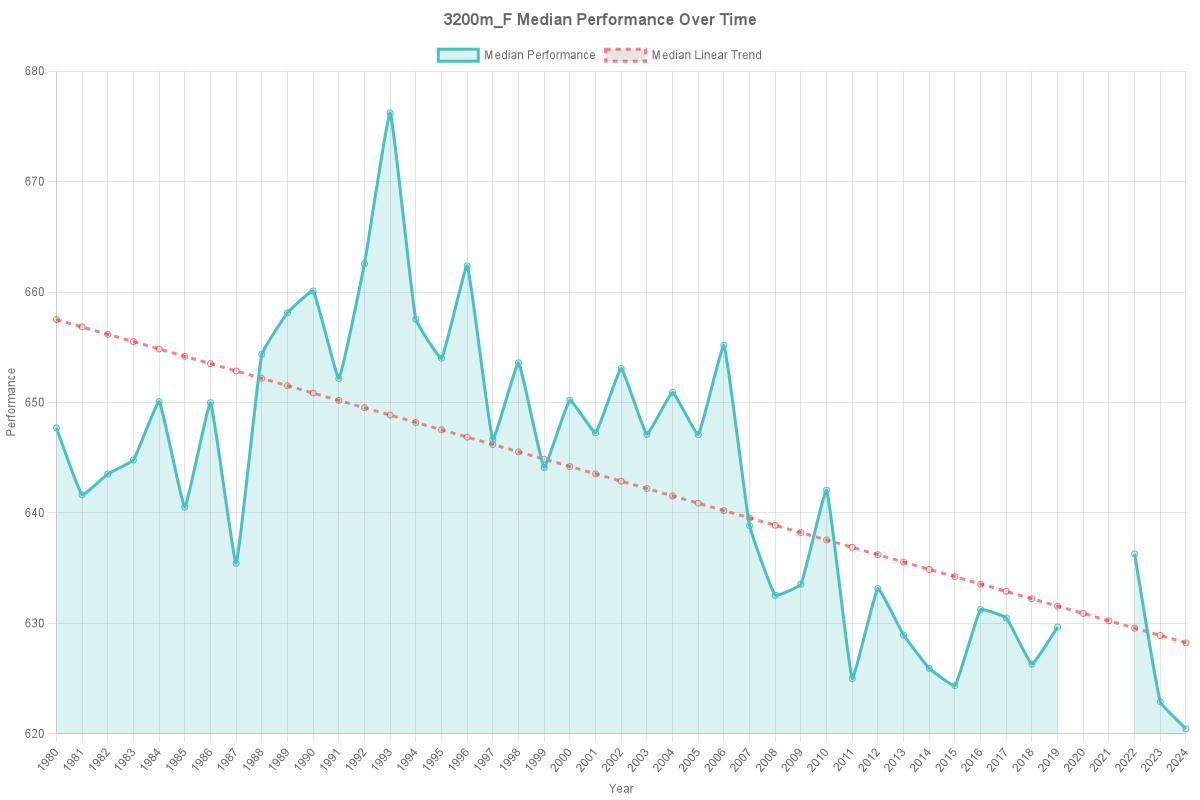 3200m_F Median Performance Over Time
Median Performance Median Linear Trend
680
670
660
650
640
630
620
Performance
1980 1981 1982 1983 1984 1985 1986 1987 1988 1989 1990 1991 1992 1993 1994 1995 1996 1997 1998 1999 2000 2001 2002 2003 2004 2005 2006 2007 2008 2009 2010 2011 2012 2013 2014 2015 2016 2017 2018 2019 2020 2021 2022 2023 2024
Year